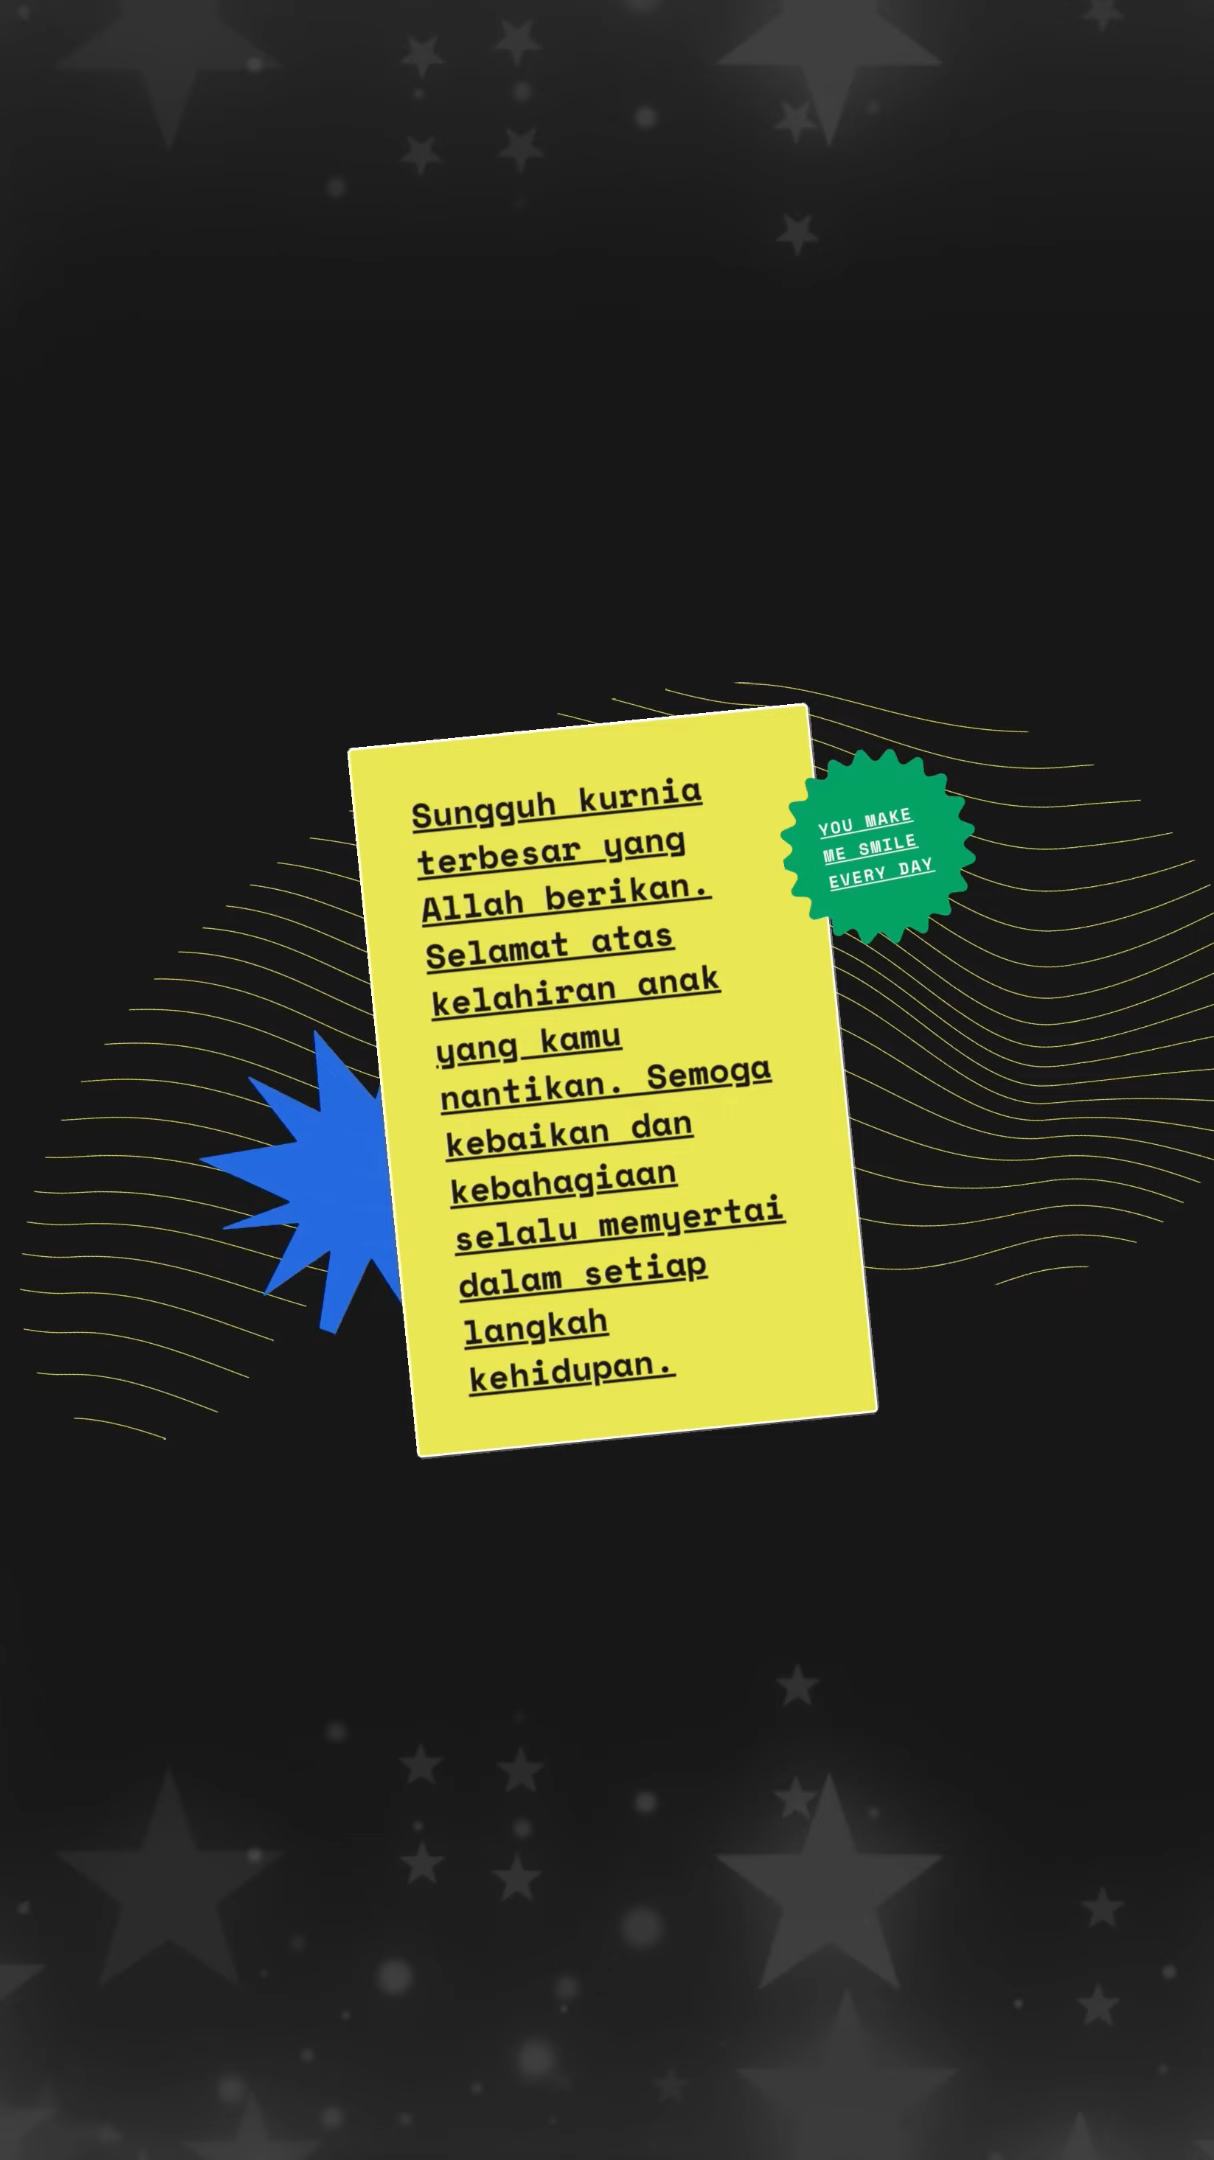 Sungguh kurnia
terbesar yang
Allah berikan.
Selamat atas
kelahiran anak
yang kamu
nantikan. Semoga
kebaikan dan
kebahagiaan
selalu memyertai
dalam setiap
langkah
kehidupan.
YOU MAKE
ME SMILE
EVERY DAY